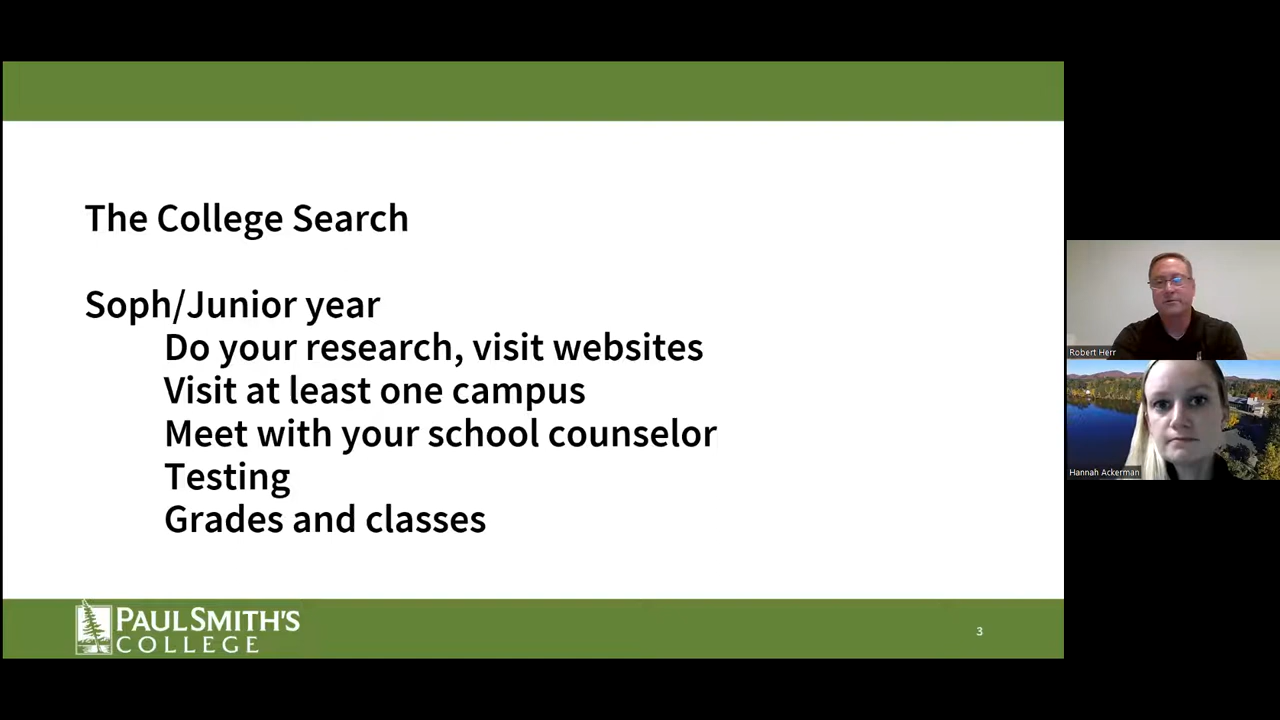 The College Search
Soph/Junior year
Do your research, visit websites
Visit at least one campus
Meet with your school counselor
Testing
Grades and classes
PAUL SMITH'S
COLLEGE
3
Robert Herr
Hannah Ackerman